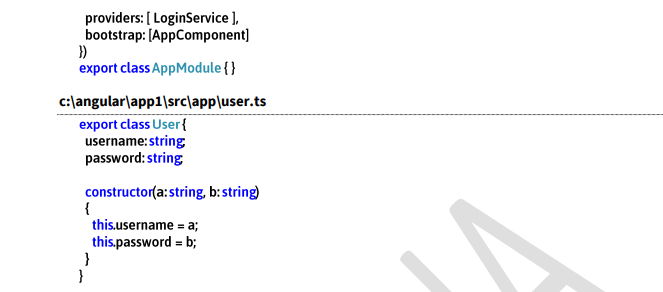 providers: [ LoginService ],
bootstrap: [AppComponent]
})
export class AppModule { }
c:\angular\app1\src\app\user.ts
export class User {
username: string;
password: string;
constructor(a: string, b: string)
{
this.username = a;
this.password = b;
}
}